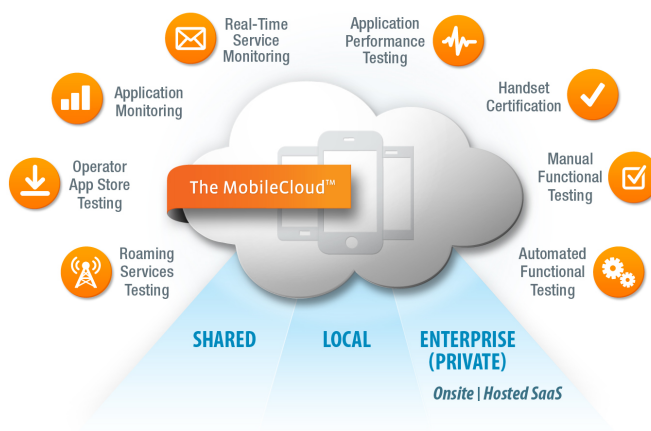 Real-Time
Service
Monitoring
Application
Performance
Testing
Application
Monitoring
Handset
Certification
Operator
App Store
Testing
The MobileCloud™
Manual
Functional
Testing
Roaming
Services
Testing
Automated
Functional
Testing
SHARED
LOCAL
ENTERPRISE
(PRIVATE)
Onsite | Hosted SaaS